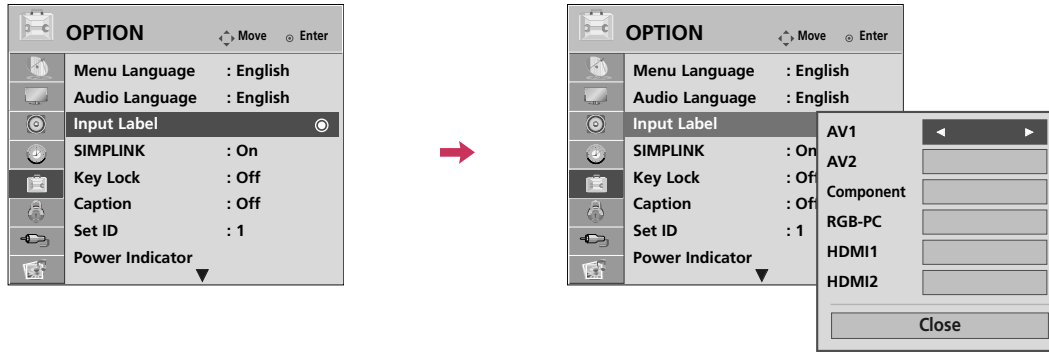 OPTION
Move Enter
Menu Language : English
Audio Language : English
Input Label
SIMPLINK : On
Key Lock : Off
Caption : Off
Set ID : 1
Power Indicator
OPTION
Move Enter
Menu Language : English
Audio Language : English
Input Label
SIMPLINK : On
Key Lock : Off
Caption : Off
Set ID : 1
Power Indicator
AV1
AV2
Component
RGB-PC
HDMI1
HDMI2
Close